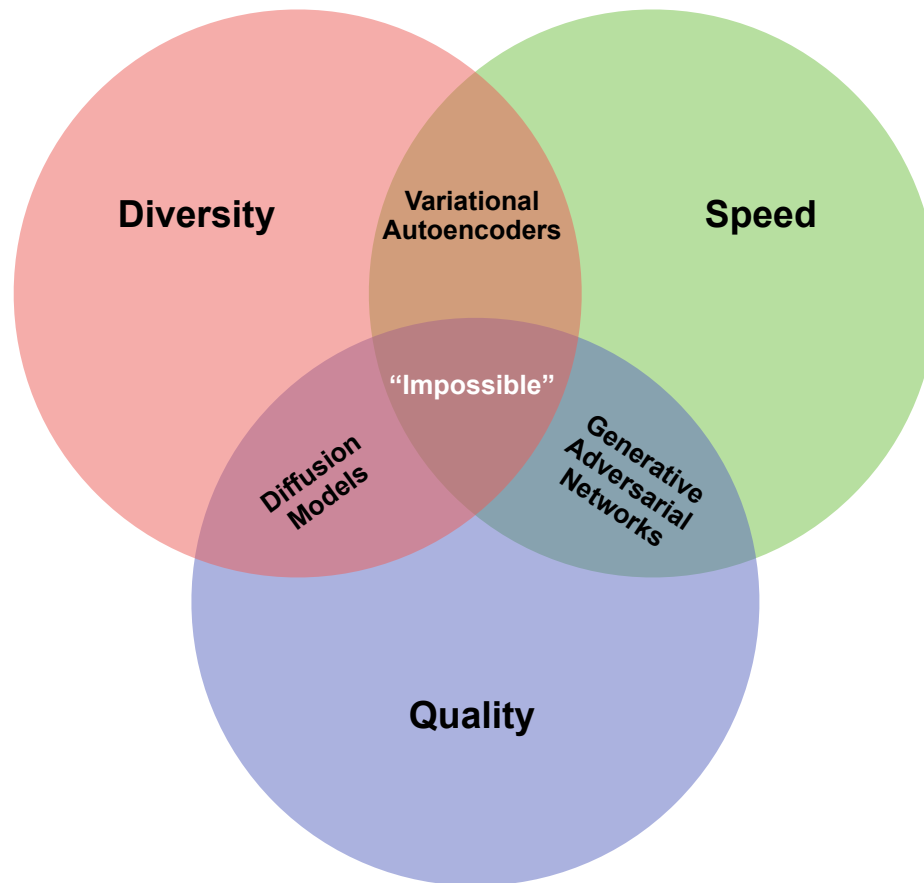 Diversity
Variational
Autoencoders
Speed
“Impossible”
Diffusion
Models
Generative
Adversarial
Networks
Quality